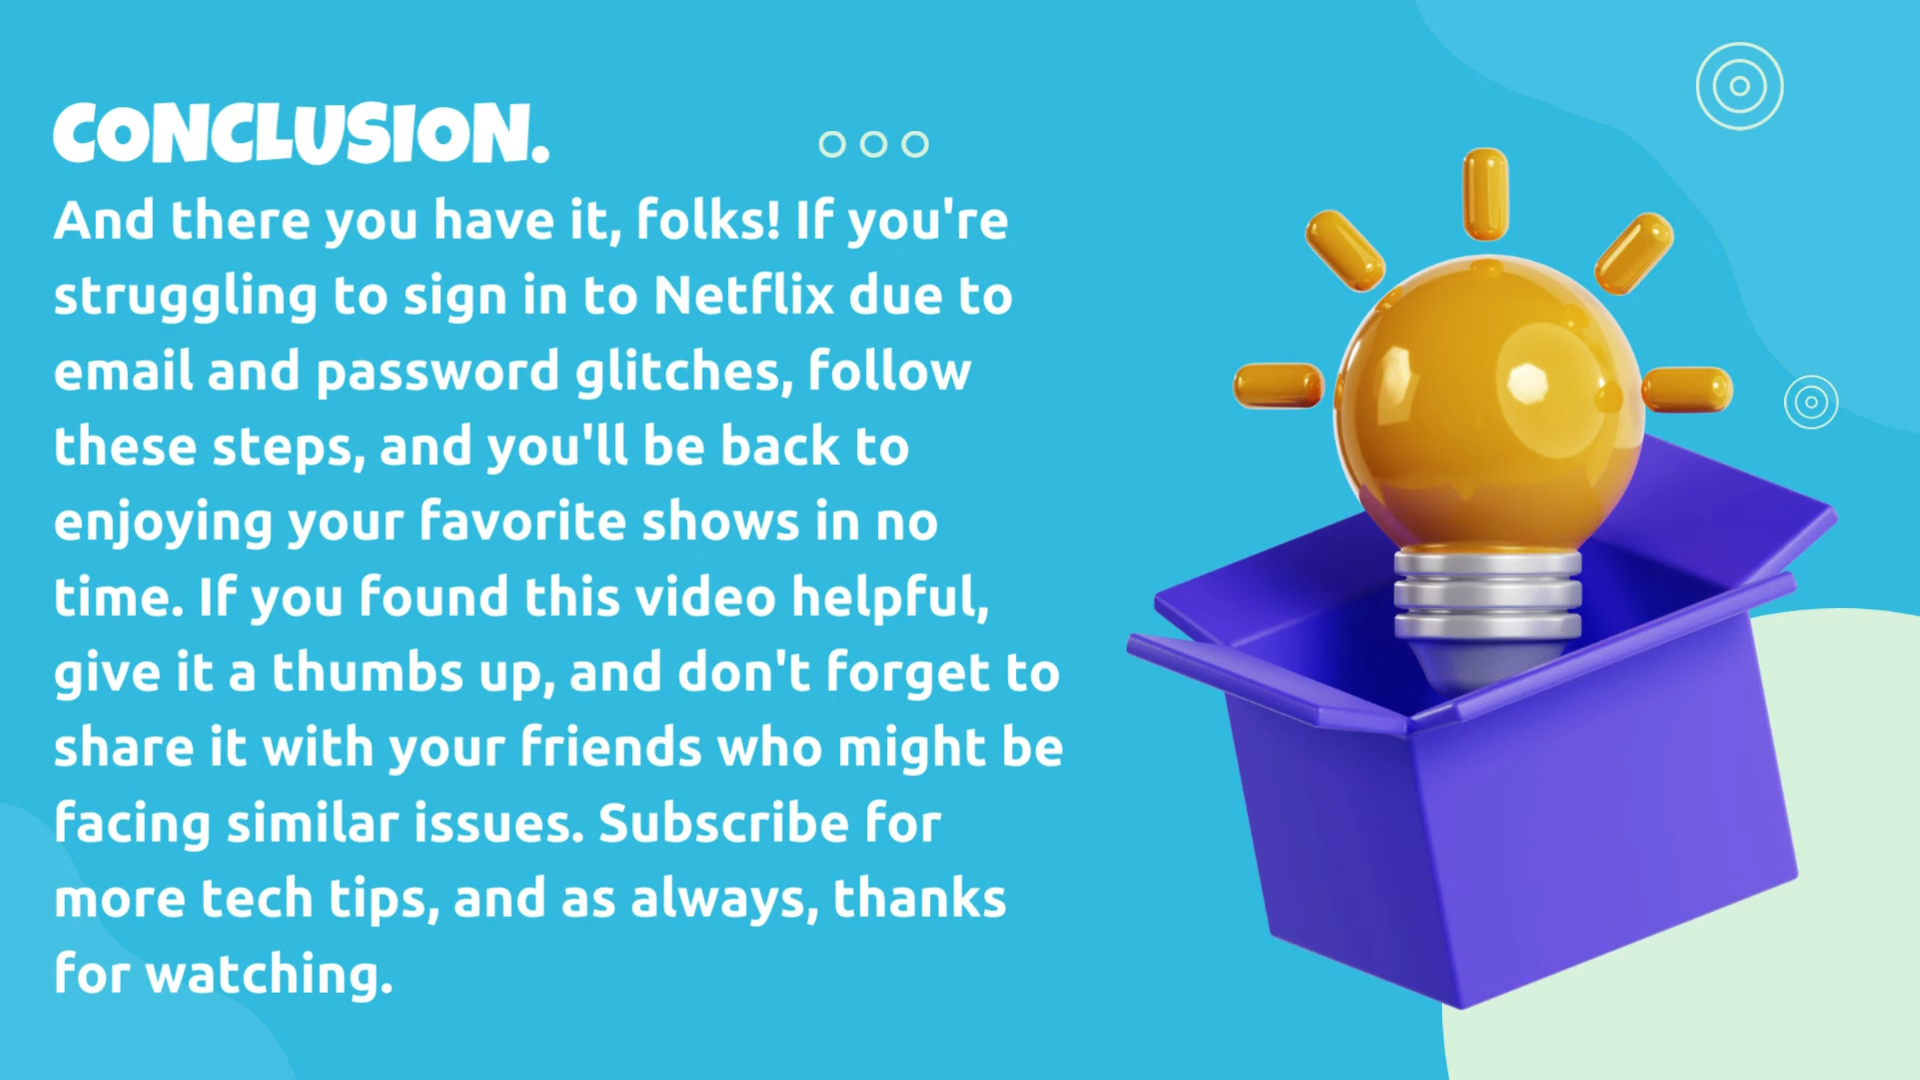 CONCLUSION.
And there you have it, folks! If you're
struggling to sign in to Netflix due to
email and password glitches, follow
these steps, and you'll be back to
enjoying your favorite shows in no
time. If you found this video helpful,
give it a thumbs up, and don't forget to
share it with your friends who might be
facing similar issues. Subscribe for
more tech tips, and as always, thanks
for watching.